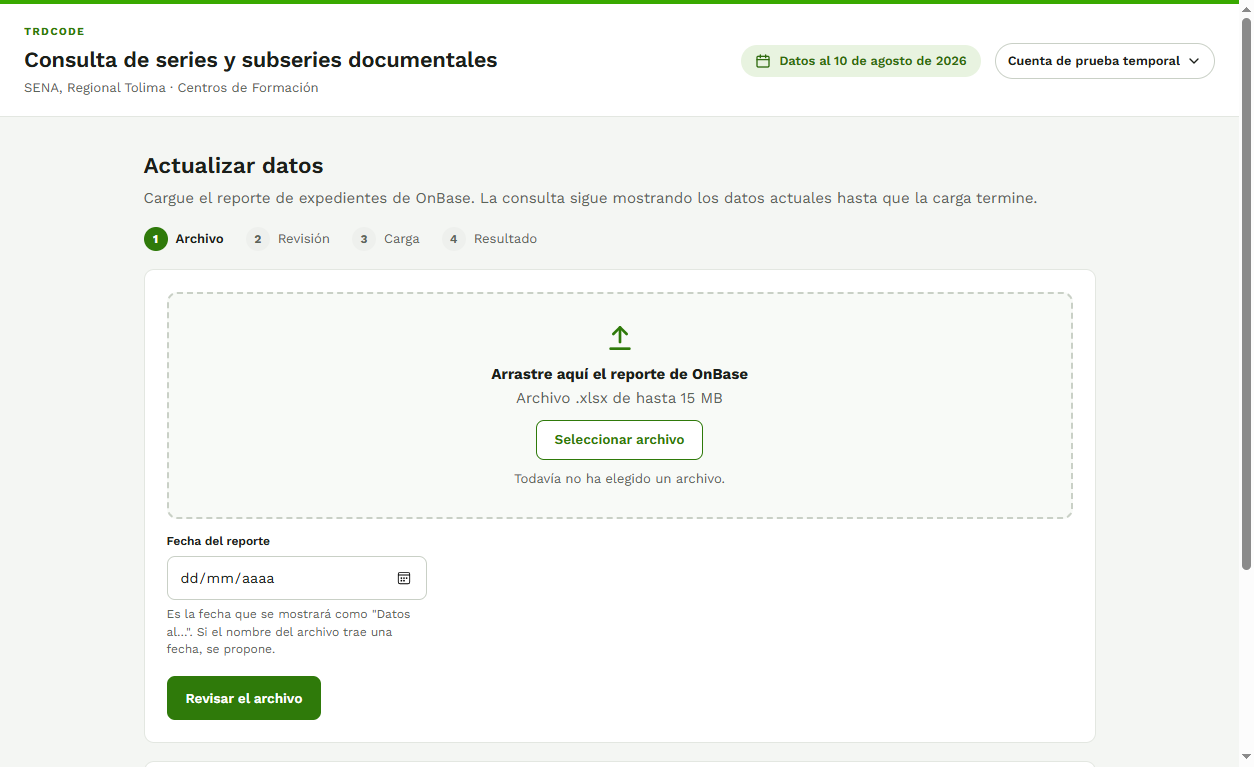 TRDCODE
Consulta de series y subseries documentales
SENA, Regional Tolima · Centros de Formación
Datos al 10 de agosto de 2026
Cuenta de prueba temporal
Actualizar datos
Cargue el reporte de expedientes de OnBase. La consulta sigue mostrando los datos actuales hasta que la carga termine.
1 Archivo 2 Revisión 3 Carga 4 Resultado
Arrastre aquí el reporte de OnBase
Archivo .xlsx de hasta 15 MB
Seleccionar archivo
Todavía no ha elegido un archivo.
Fecha del reporte
dd/mm/aaaa
Es la fecha que se mostrará como "Datos
al...". Si el nombre del archivo trae una
fecha, se propone.
Revisar el archivo